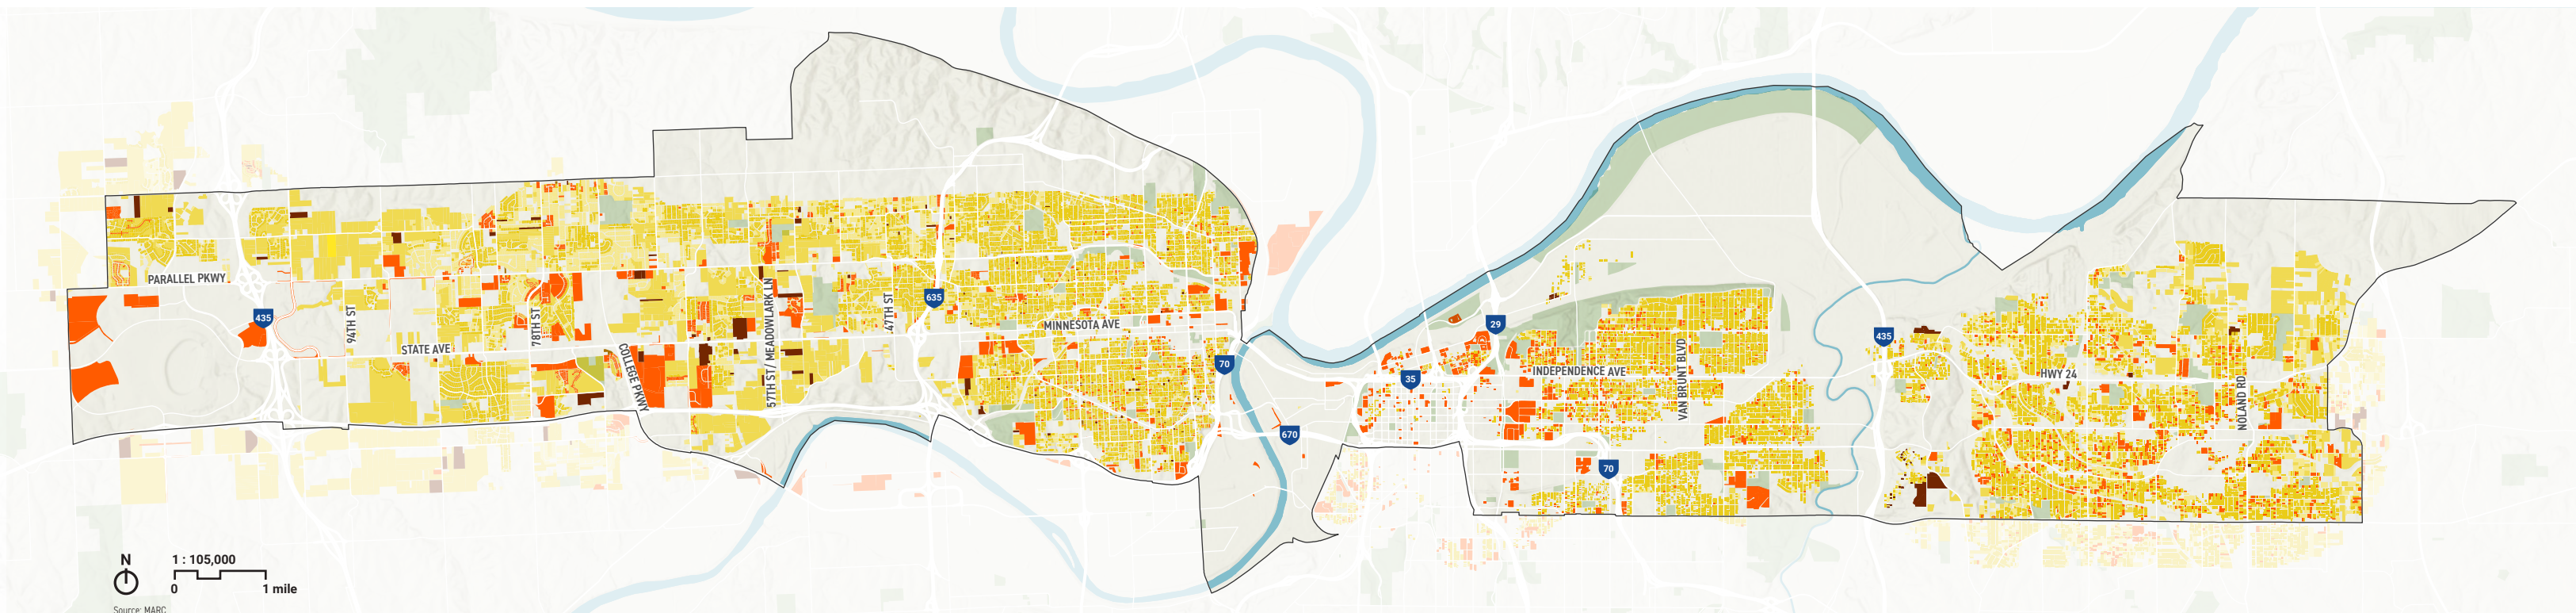 PARALLEL PKWY
435
94TH ST
STATE AVE
78TH ST
COLLEGE PKWY
57TH ST/ MEADOWLARK LN
47TH ST
635
MINNESOTA AVE
70
670
35
29
INDEPENDENCE AVE
70
VAN BRUNT BLVD
435
HWY 24
NOLAND RD
N
1 : 105,000
0
1 mile
Source: MARC